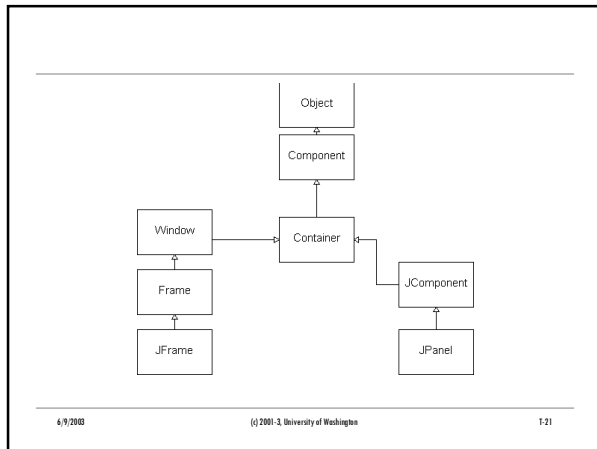 Object
Component
Window
Container
Frame
JComponent
JFrame
JPanel
6/9/2003
(c) 2001-3, University of Washington
T-21